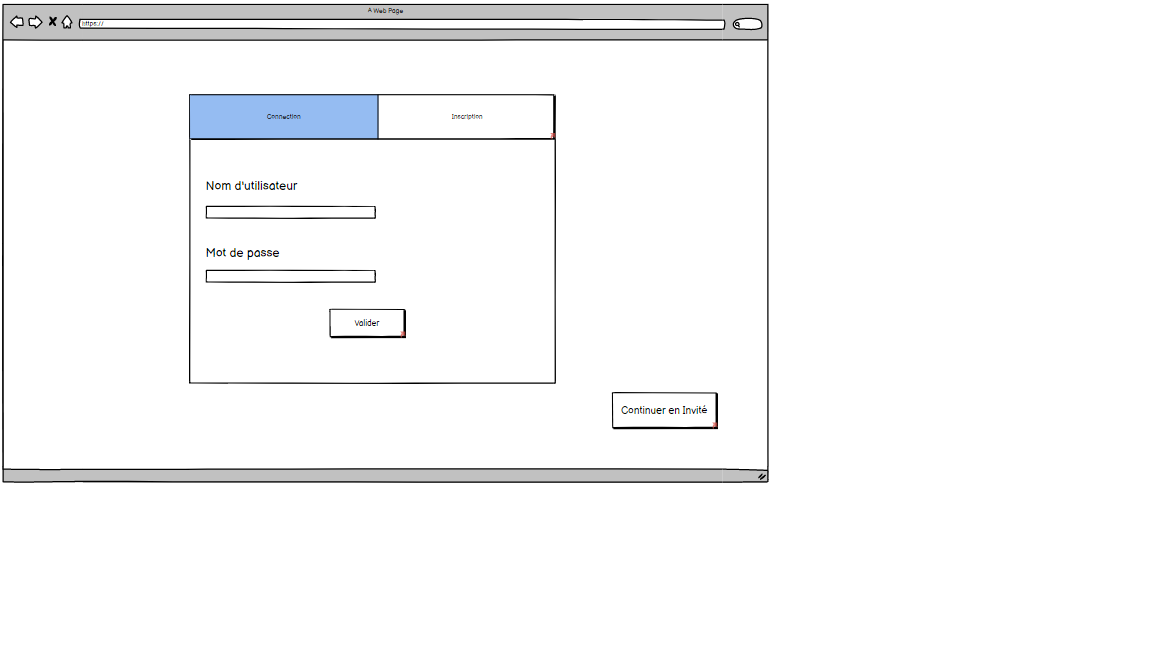 A Web Page
https://
Connection
Inscription
Nom d'utilisateur
Mot de passe
Valider
Continuer en Invité